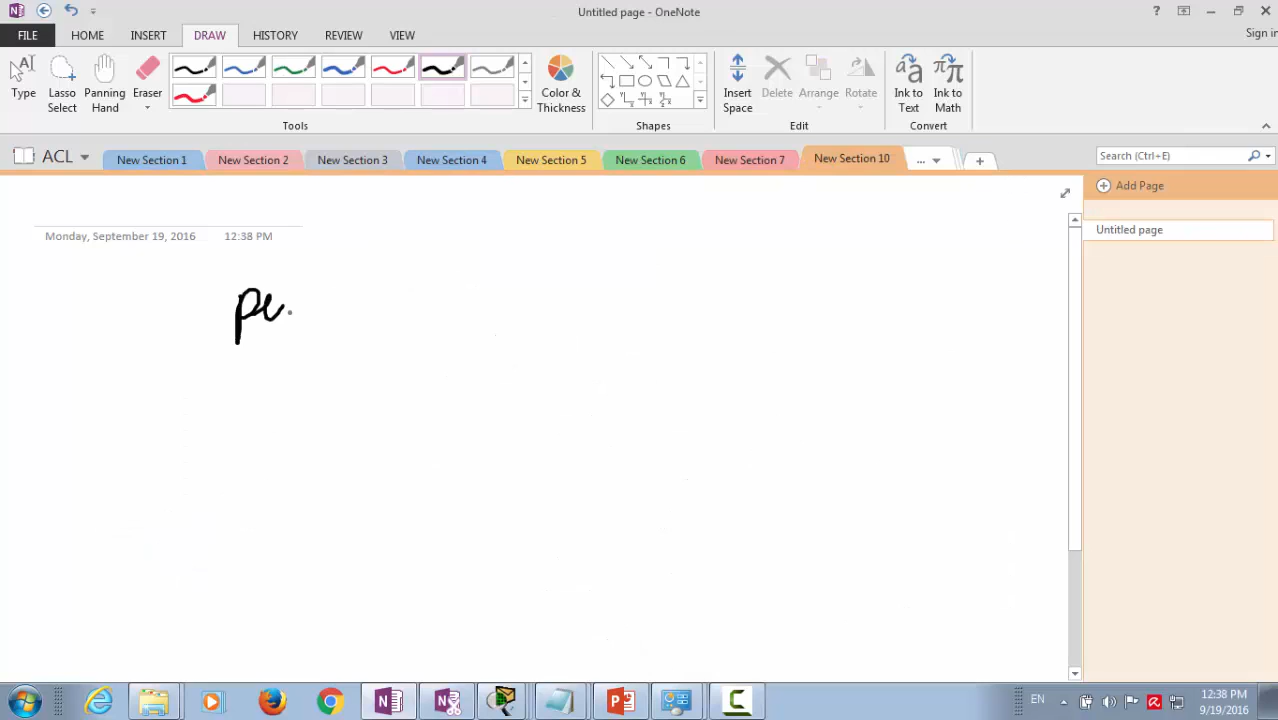 Untitled page - OneNote
? 
Sign in
FILE HOME INSERT DRAW HISTORY REVIEW VIEW
Type
Lasso Select
Panning Hand
Eraser
Color & Thickness
Insert Space
Delete
Arrange
Rotate
Ink to Text
Ink to Math
Tools Shapes Edit Convert
ACL New Section 1 New Section 2 New Section 3 New Section 4 New Section 5 New Section 6 New Section 7 New Section 10 ... + Search (Ctrl+E)
Add Page
Untitled page
Monday, September 19, 2016 12:38 PM
pe
EN 12:38 PM
9/19/2016